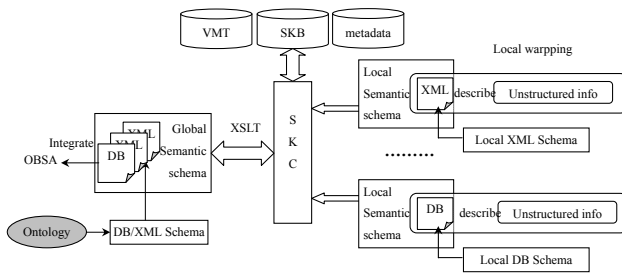 VMT
SKB
metadata
Local warpping
Local
Semantic
schema
XML
describe
Unstructured info
Local XML Schema
S
K
C
XSLT
Global
Semantic
schema
XML
XML
DB
Integrate
OBSA
Ontology
DB/XML Schema
.........
Local
Semantic
schema
DB
describe
Unstructured info
Local DB Schema